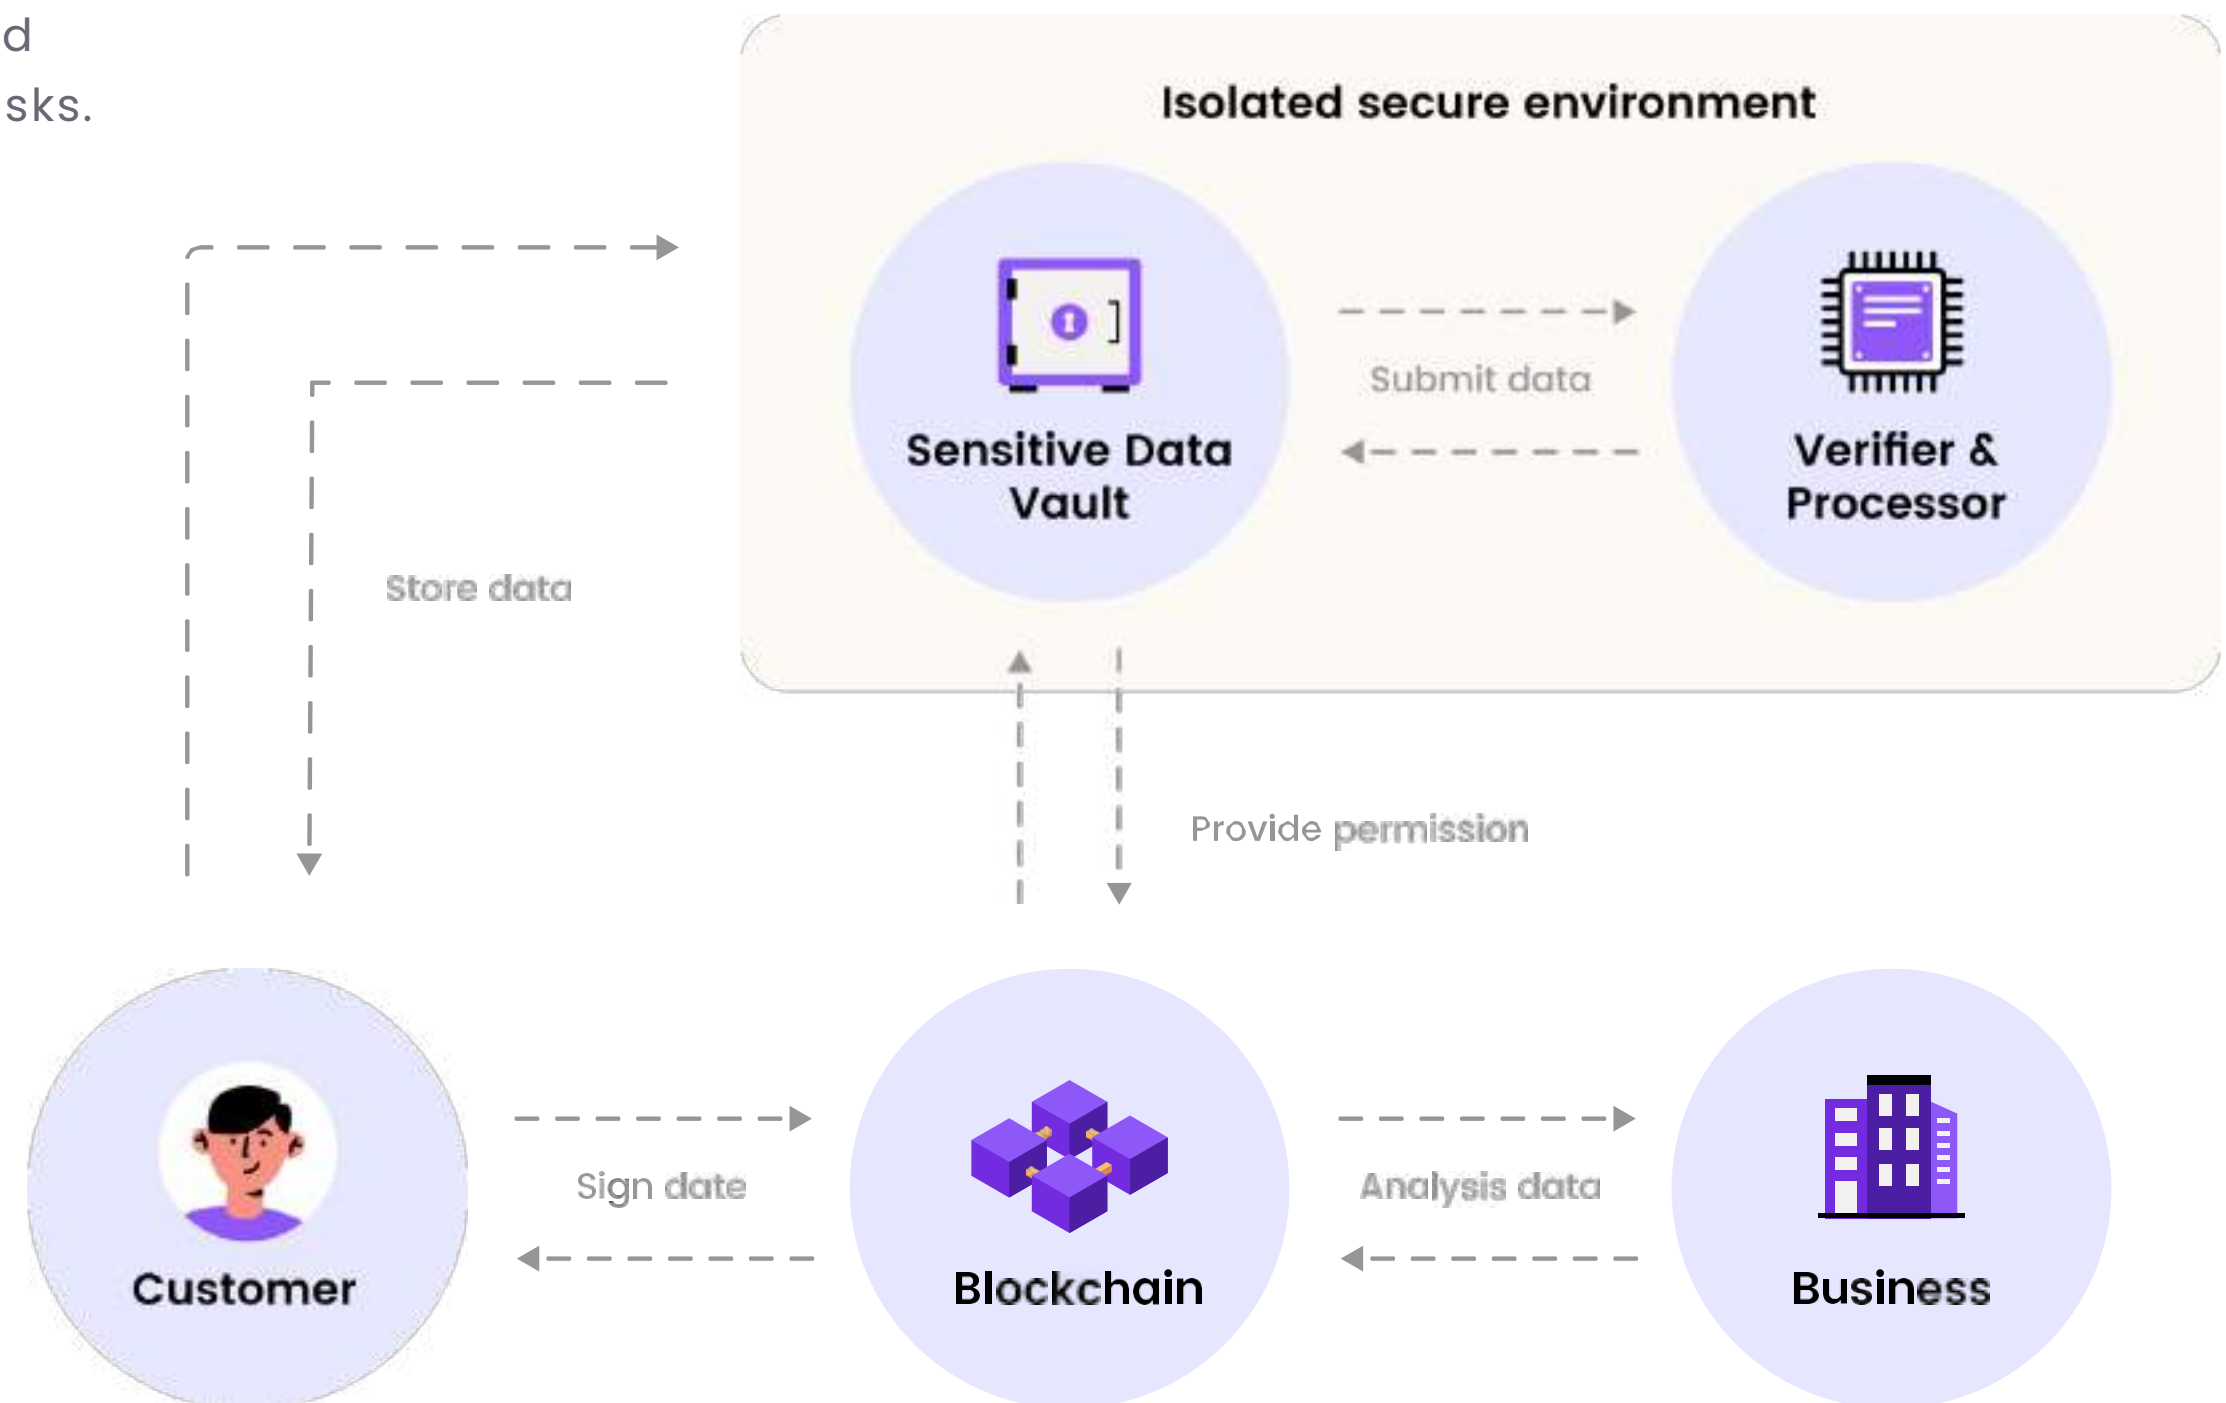 d
sks.
Isolated secure environment
Submit data
Sensitive Data
Vault
Verifier &
Processor
Store data
Provide permission
Sign date
Analysis data
Customer
Blockchain
Business